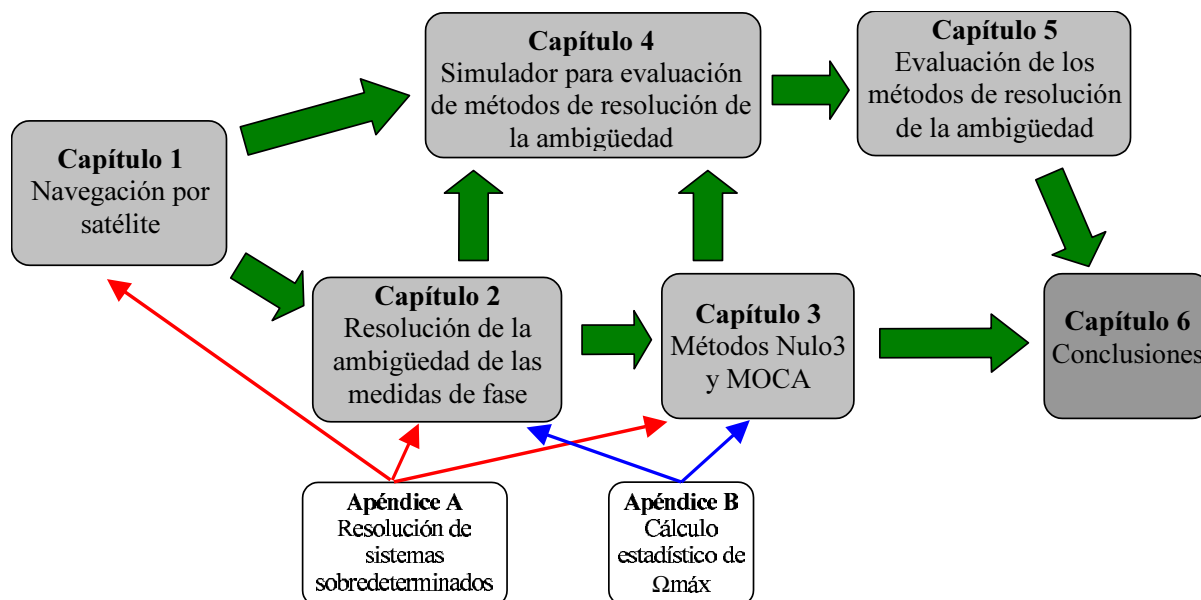 Capítulo 4
Simulador para evaluación
de métodos de resolución de
la ambigüedad
Capítulo 5
Evaluación de los
métodos de resolución
de la ambigüedad
Capítulo 1
Navegación por
satélite
Capítulo 2
Resolución de la
ambigüedad de las
medidas de fase
Capítulo 3
Métodos Nulo3
y MOCA
Capítulo 6
Conclusiones
Apéndice A
Resolución de
sistemas
sobredeterminados
Apéndice B
Cálculo
estadístico de
Ωmáx